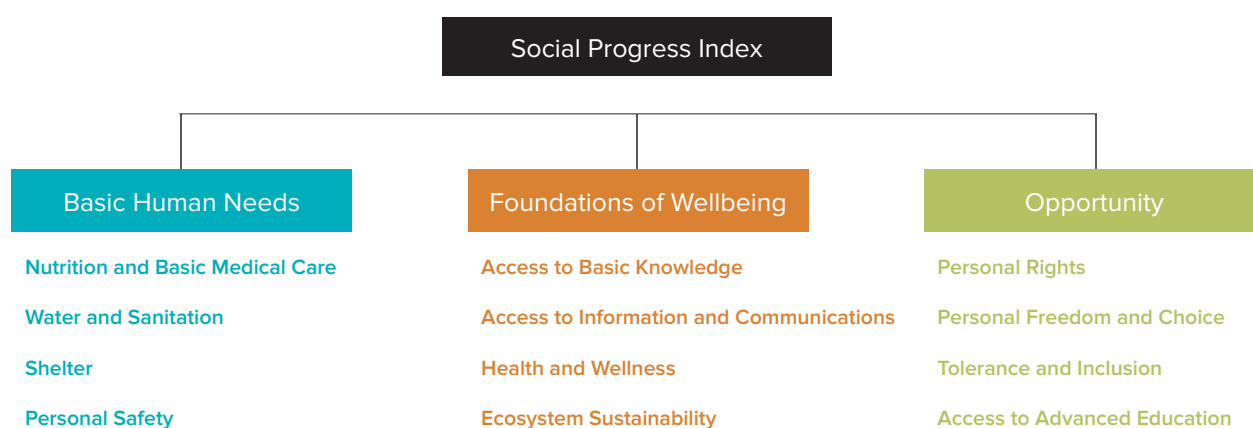 Social Progress Index
Basic Human Needs
Nutrition and Basic Medical Care
Water and Sanitation
Shelter
Personal Safety
Foundations of Wellbeing
Access to Basic Knowledge
Access to Information and Communications
Health and Wellness
Ecosystem Sustainability
Opportunity
Personal Rights
Personal Freedom and Choice
Tolerance and Inclusion
Access to Advanced Education